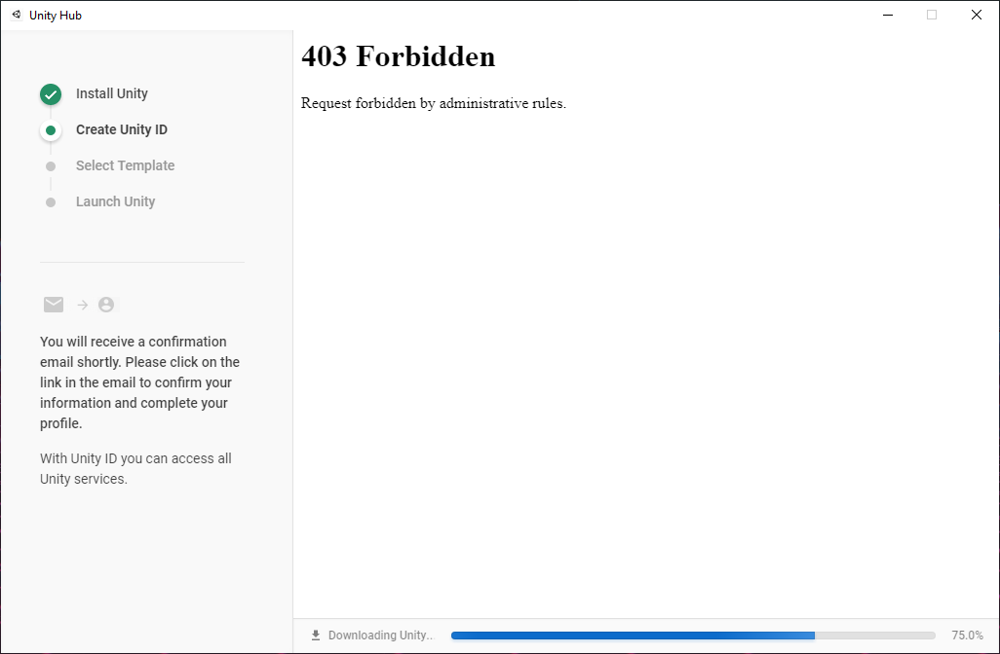 Unity Hub
Install Unity
Create Unity ID
Select Template
Launch Unity
You will receive a confirmation
email shortly. Please click on the
link in the email to confirm your
information and complete your
profile.
With Unity ID you can access all
Unity services.
403 Forbidden
Request forbidden by administrative rules.
Downloading Unity...
75.0%